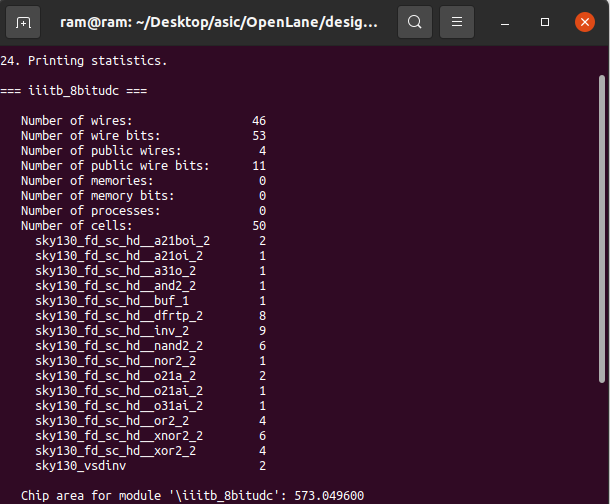 ram@ram: ~/Desktop/asic/OpenLane/desig...
24. Printing statistics.
=== iiitb_8bitudc ===
Number of wires: 46
Number of wire bits: 53
Number of public wires: 4
Number of public wire bits: 11
Number of memories: 0
Number of memory bits: 0
Number of processes: 0
Number of cells: 50
sky130_fd_sc_hd__a21boi_2 2
sky130_fd_sc_hd__a21oi_2 1
sky130_fd_sc_hd__a31o_2 1
sky130_fd_sc_hd__and2_2 1
sky130_fd_sc_hd__buf_1 1
sky130_fd_sc_hd__dfrtp_2 8
sky130_fd_sc_hd__inv_2 9
sky130_fd_sc_hd__nand2_2 6
sky130_fd_sc_hd__nor2_2 1
sky130_fd_sc_hd__o21a_2 2
sky130_fd_sc_hd__o21ai_2 1
sky130_fd_sc_hd__o31ai_2 1
sky130_fd_sc_hd__or2_2 4
sky130_fd_sc_hd__xnor2_2 6
sky130_fd_sc_hd__xor2_2 4
sky130_vsdinv 2
Chip area for module '\iiitb_8bitudc': 573.049600